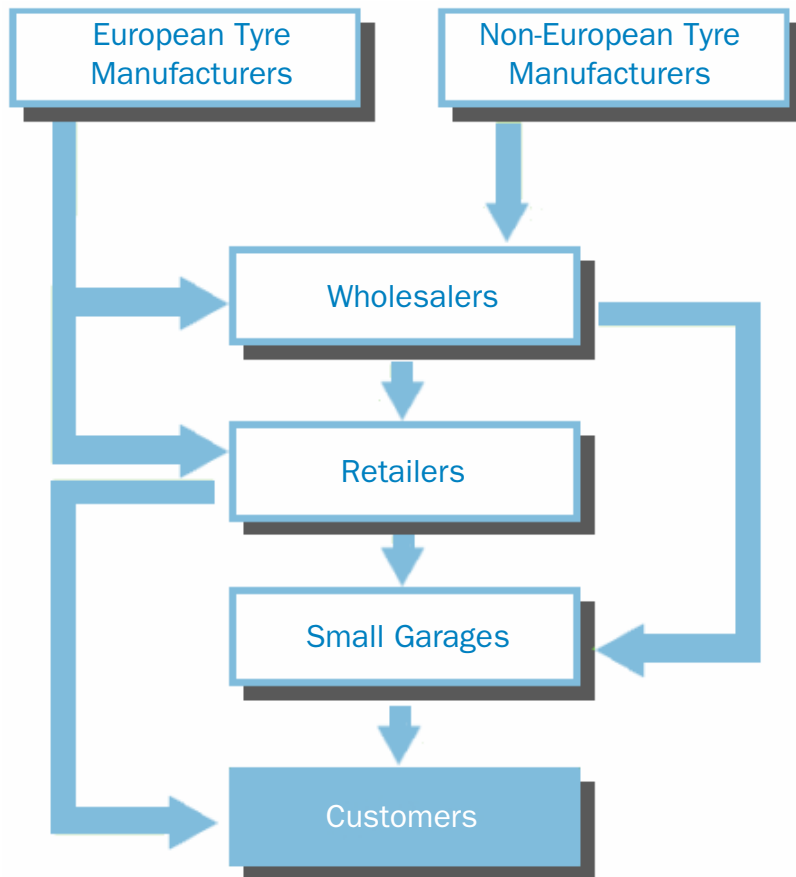 European Tyre
Manufacturers
Non-European Tyre
Manufacturers
Wholesalers
Retailers
Small Garages
Customers